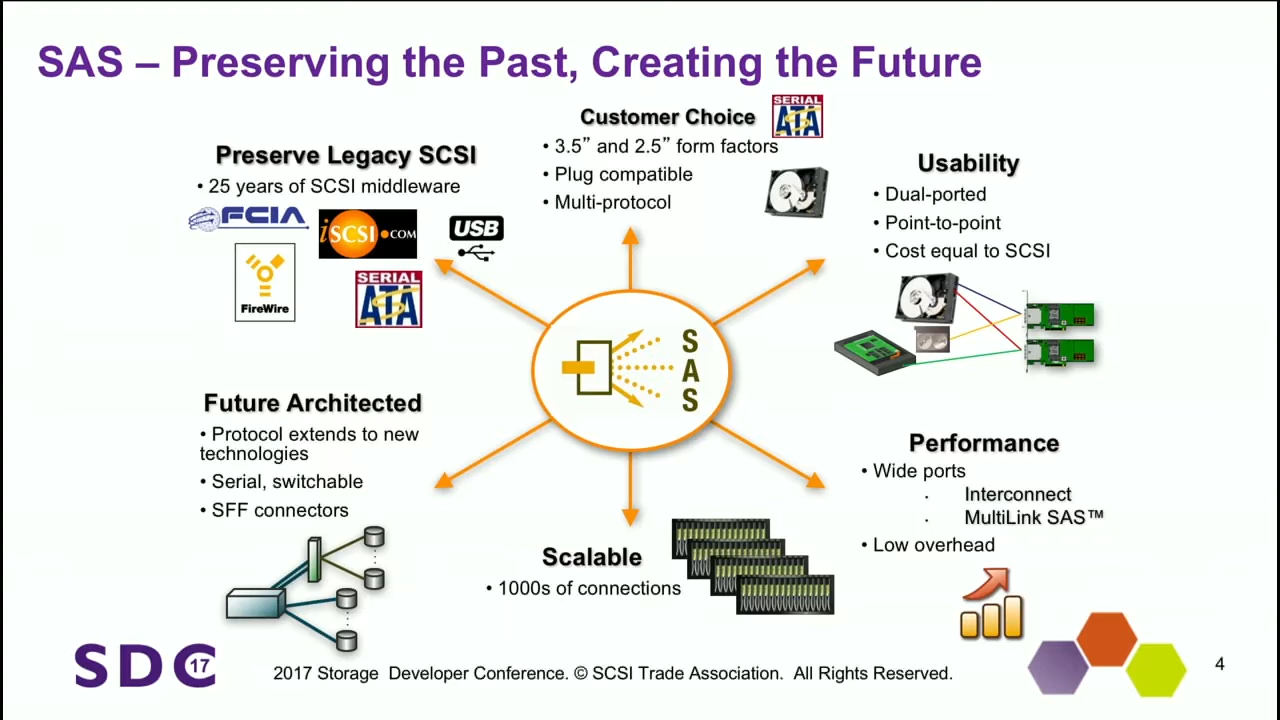 SAS – Preserving the Past, Creating the Future
Customer Choice
• 3.5” and 2.5” form factors
• Plug compatible
• Multi-protocol
SERIAL
ATA
Preserve Legacy SCSI
• 25 years of SCSI middleware
FCIA
iSCSI.COM
USB
FireWire
SERIAL
ATA
Usability
• Dual-ported
• Point-to-point
• Cost equal to SCSI
S
A
S
Future Architected
• Protocol extends to new
technologies
• Serial, switchable
• SFF connectors
Performance
• Wide ports
· Interconnect
· MultiLink SAS™
• Low overhead
Scalable
• 1000s of connections
SDC 17
2017 Storage Developer Conference. © SCSI Trade Association. All Rights Reserved.
4